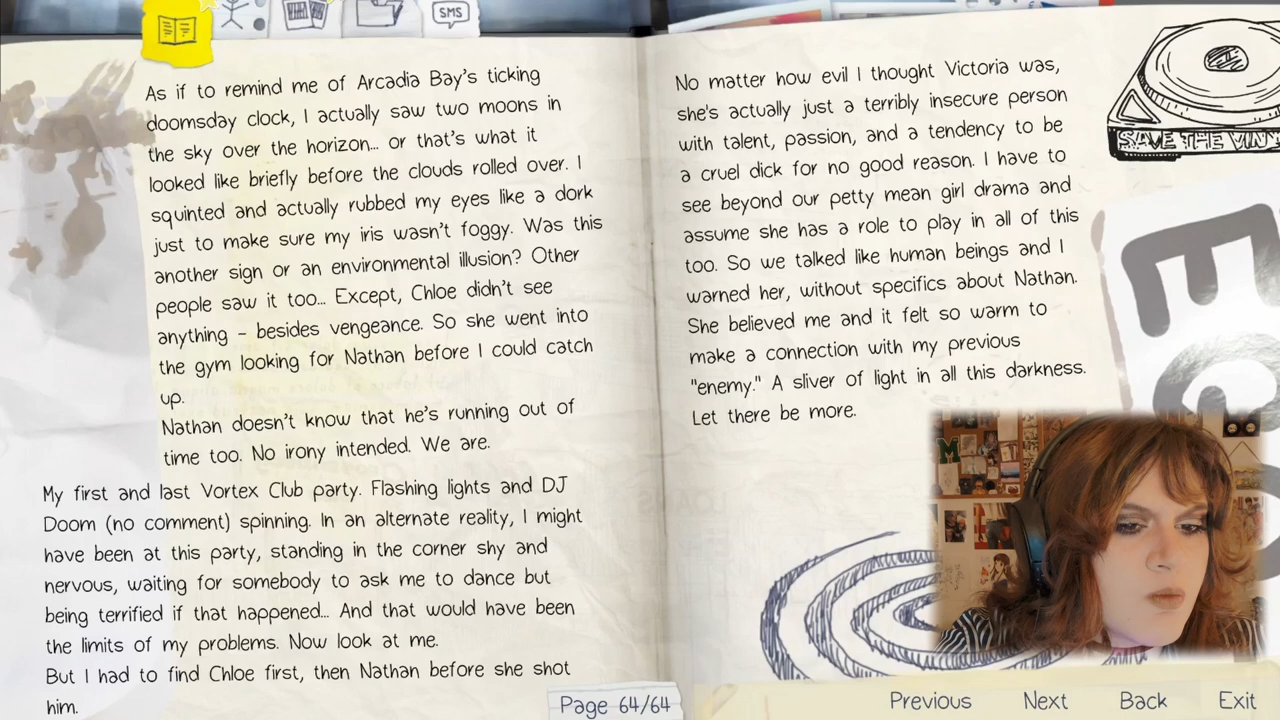 SMS
As if to remind me of Arcadia Bay's ticking
doomsday clock, I actually saw two moons in
the sky over the horizon... or that's what it
looked like briefly before the clouds rolled over. I
squinted and actually rubbed my eyes like a dork
just to make sure my iris wasn't foggy. Was this
another sign or an environmental illusion? Other
people saw it too... Except, Chloe didn't see
anything - besides vengeance. So she went into
the gym looking for Nathan before I could catch
up.
Nathan doesn't know that he's running out of
time too. No irony intended. We are.
My first and last Vortex Club party. Flashing lights and DJ
Doom (no comment) spinning. In an alternate reality, I might
have been at this party, standing in the corner shy and
nervous, waiting for somebody to ask me to dance but
being terrified if that happened... And that would have been
the limits of my problems. Now look at me.
But I had to find Chloe first, then Nathan before she shot
him.
No matter how evil I thought Victoria was,
she's actually just a terribly insecure person
with talent, passion, and a tendency to be
a cruel dick for no good reason. I have to
see beyond our petty mean girl drama and
assume she has a role to play in all of this
too. So we talked like human beings and I
warned her, without specifics about Nathan.
She believed me and it felt so warm to
make a connection with my previous
"enemy." A sliver of light in all this darkness.
Let there be more.
SAVE THE VINY
M
Page 64/64
Previous Next Back Exit